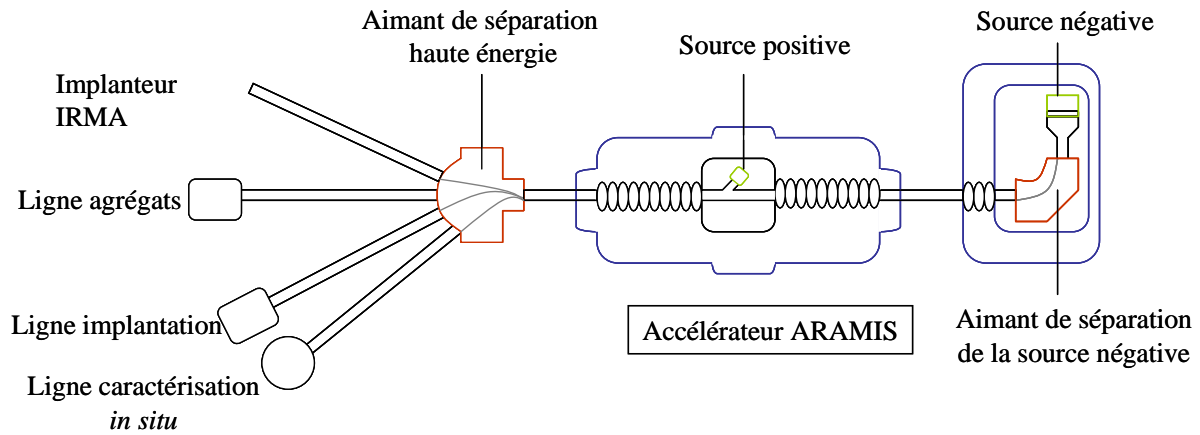 Aimant de séparation
haute énergie
Source positive
Source négative
Implanteur
IRMA
Ligne agrégats
Ligne implantation
Ligne caractérisation
in situ
Accélérateur ARAMIS
Aimant de séparation
de la source négative